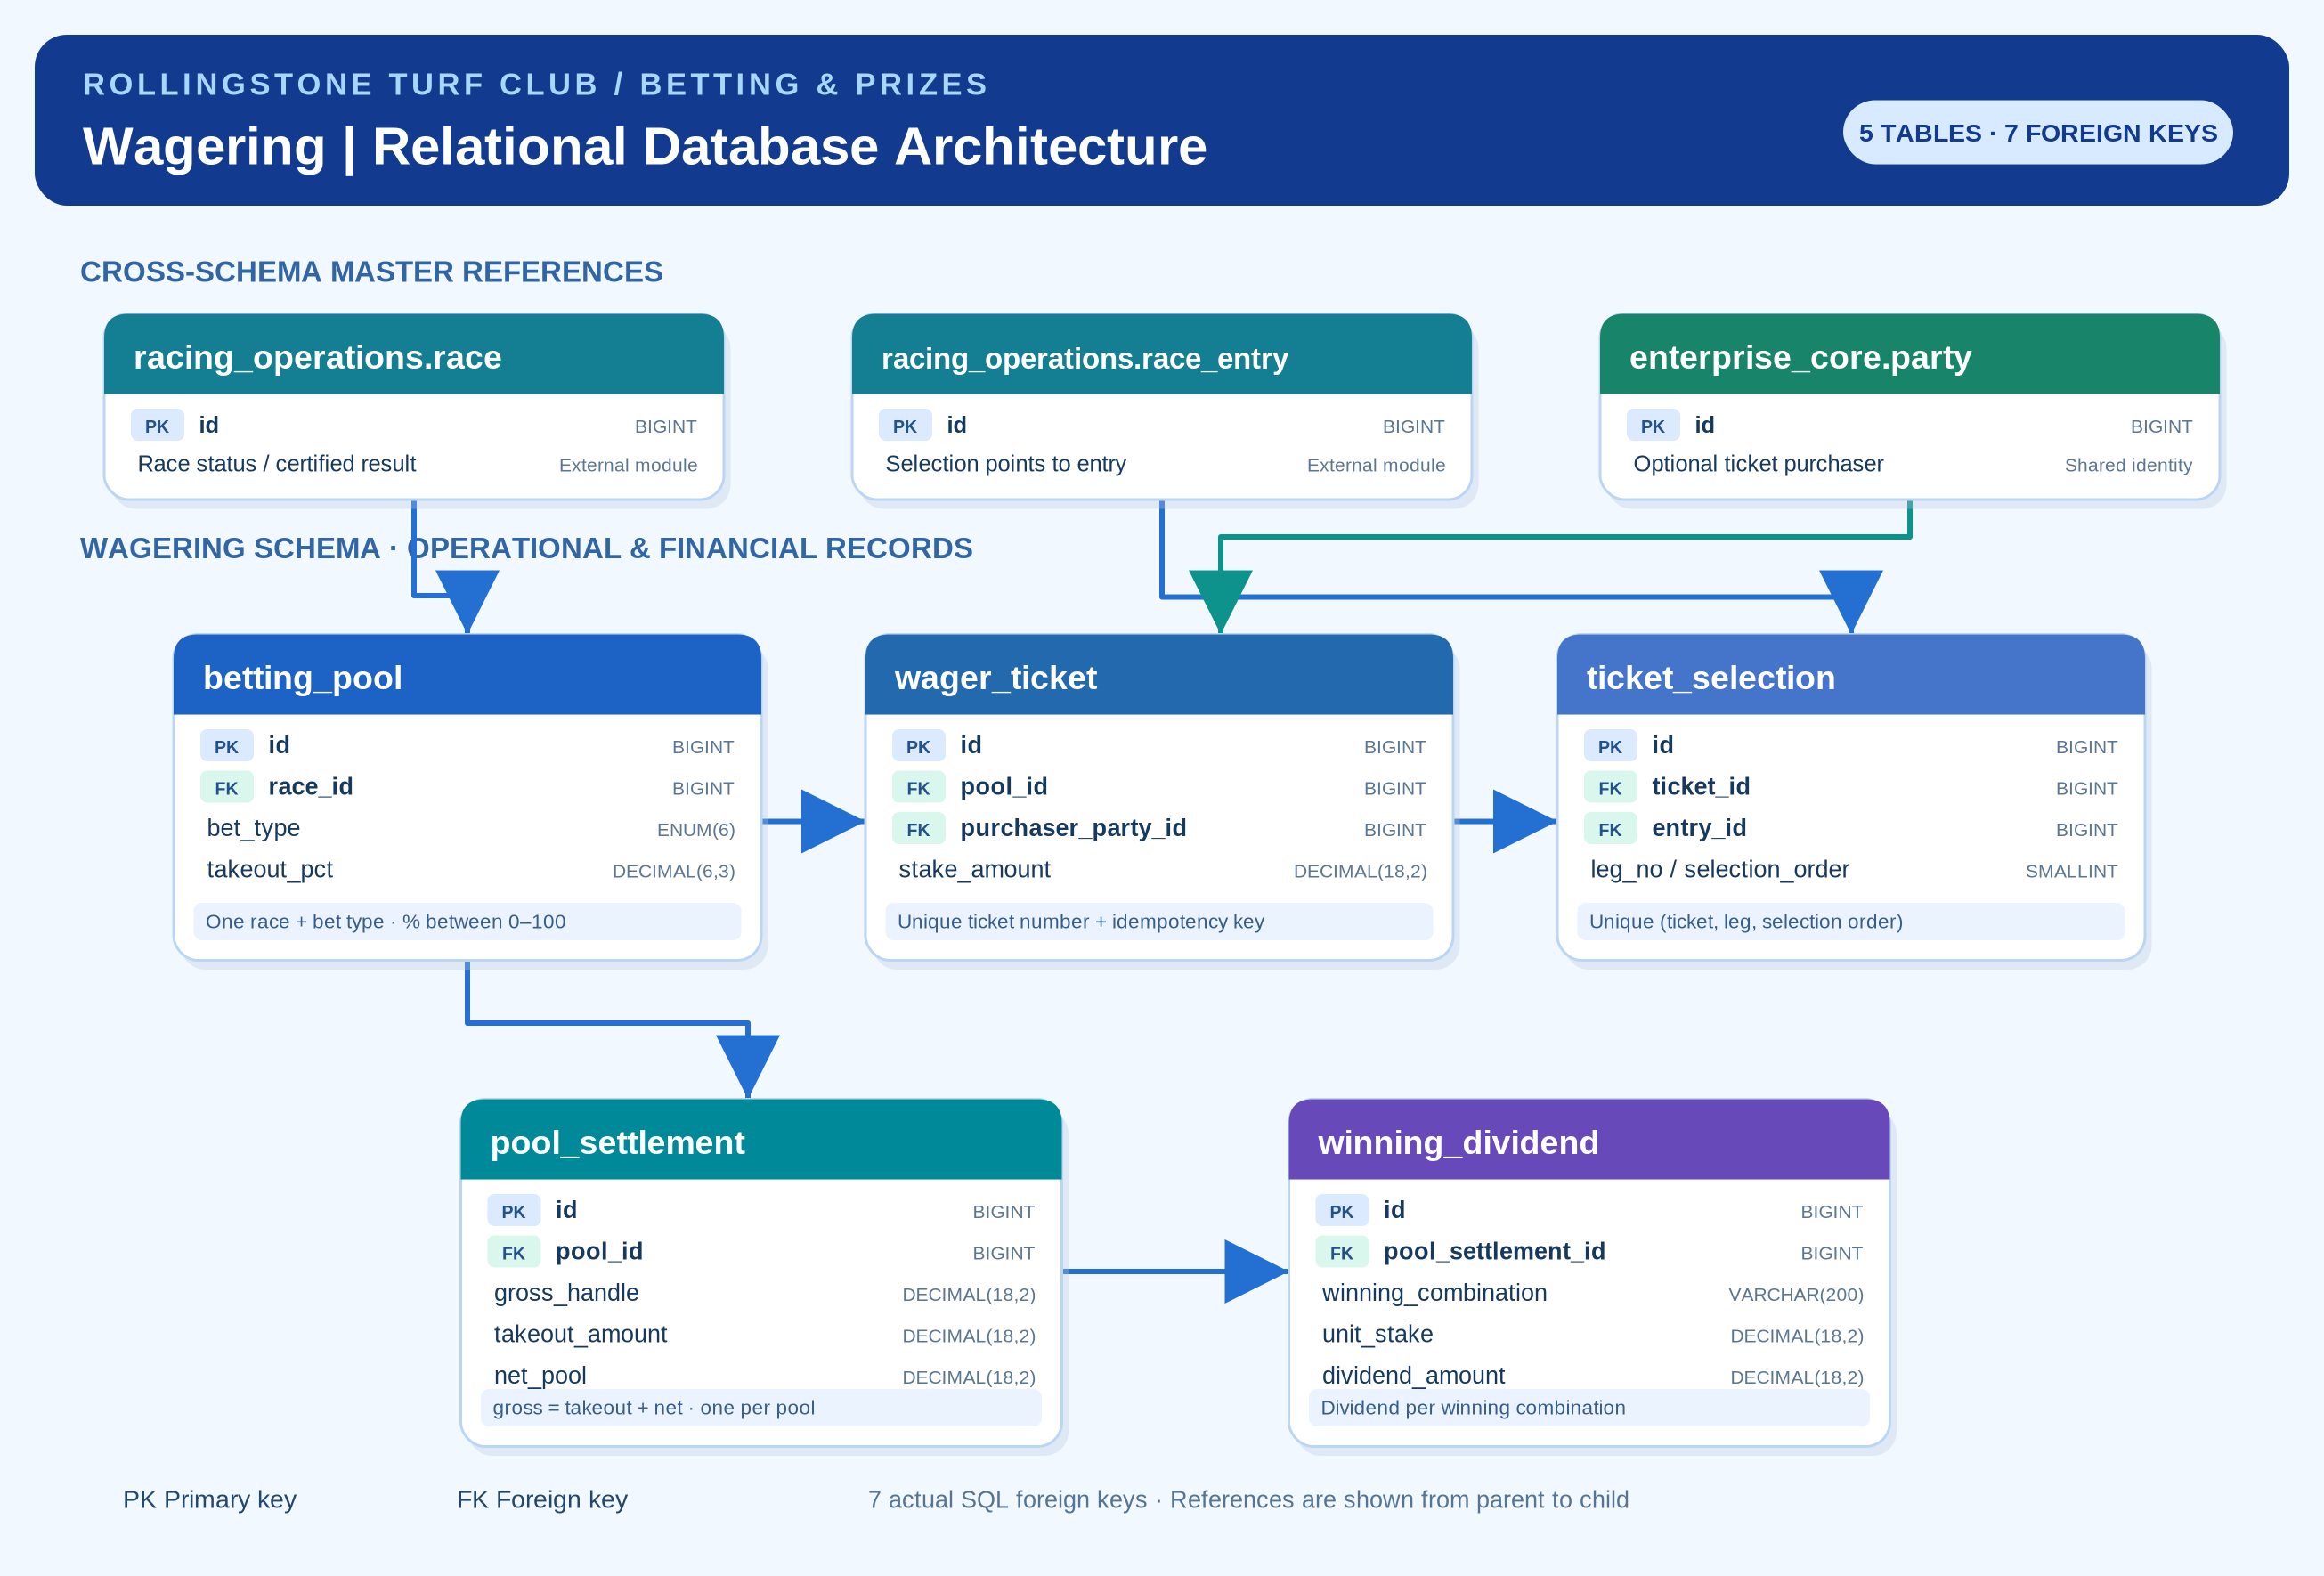 ROLLINGSTONE TURF CLUB / BETTING & PRIZES
Wagering | Relational Database Architecture
5 TABLES · 7 FOREIGN KEYS
CROSS-SCHEMA MASTER REFERENCES
racing_operations.race
PK id BIGINT
Race status / certified result External module
racing_operations.race_entry
PK id BIGINT
Selection points to entry External module
enterprise_core.party
PK id BIGINT
Optional ticket purchaser Shared identity
WAGERING SCHEMA · OPERATIONAL & FINANCIAL RECORDS
betting_pool
PK id BIGINT
FK race_id BIGINT
bet_type ENUM(6)
takeout_pct DECIMAL(6,3)
One race + bet type · % between 0–100
wager_ticket
PK id BIGINT
FK pool_id BIGINT
FK purchaser_party_id BIGINT
stake_amount DECIMAL(18,2)
Unique ticket number + idempotency key
ticket_selection
PK id BIGINT
FK ticket_id BIGINT
FK entry_id BIGINT
leg_no / selection_order SMALLINT
Unique (ticket, leg, selection order)
pool_settlement
PK id BIGINT
FK pool_id BIGINT
gross_handle DECIMAL(18,2)
takeout_amount DECIMAL(18,2)
net_pool DECIMAL(18,2)
gross = takeout + net · one per pool
winning_dividend
PK id BIGINT
FK pool_settlement_id BIGINT
winning_combination VARCHAR(200)
unit_stake DECIMAL(18,2)
dividend_amount DECIMAL(18,2)
Dividend per winning combination
PK Primary key FK Foreign key 7 actual SQL foreign keys · References are shown from parent to child